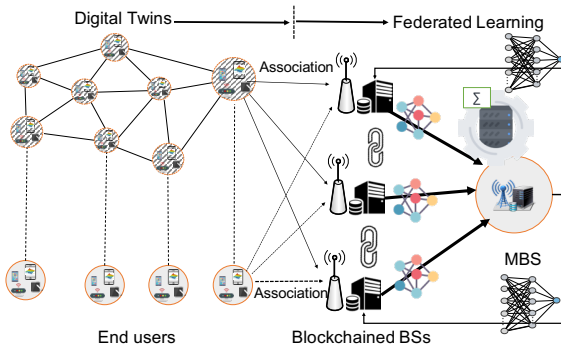 Digital Twins
Federated Learning
Association
Σ
MBS
Association
End users
Blockchained BSs